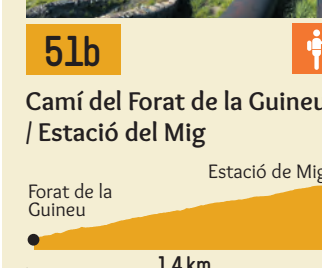 51b
Camí del Forat de la Guineu
/ Estació del Mig
Estació de Mig
Forat de la
Guineu
1,4 km